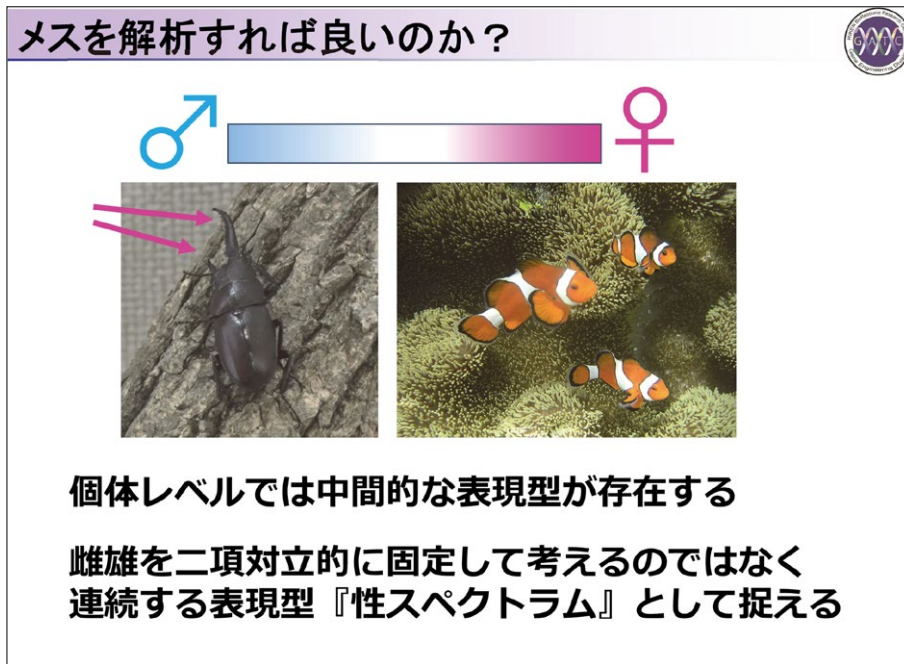 メスを解析すれば良いのか？
GATC
♂
♀
個体レベルでは中間的な表現型が存在する
雌雄を二項対立的に固定して考えるのではなく
連続する表現型『性スペクトラム』として捉える